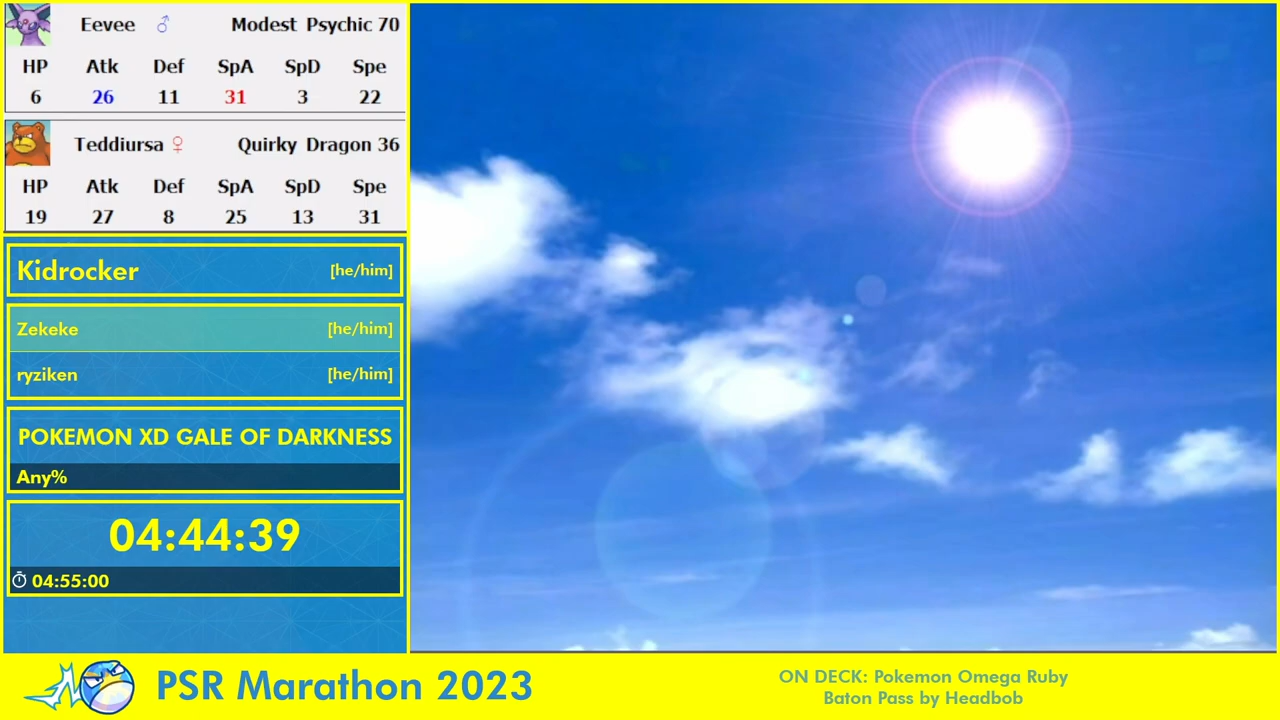 Eevee ♂ Modest Psychic 70
HP Atk Def SpA SpD Spe
6 26 11 31 3 22
Teddiursa ♀ Quirky Dragon 36
HP Atk Def SpA SpD Spe
19 27 8 25 13 31
Kidrocker [he/him]
Zekeke [he/him]
ryziken [he/him]
POKEMON XD GALE OF DARKNESS
Any%
04:44:39
04:55:00
PSR Marathon 2023
ON DECK: Pokemon Omega Ruby
Baton Pass by Headbob